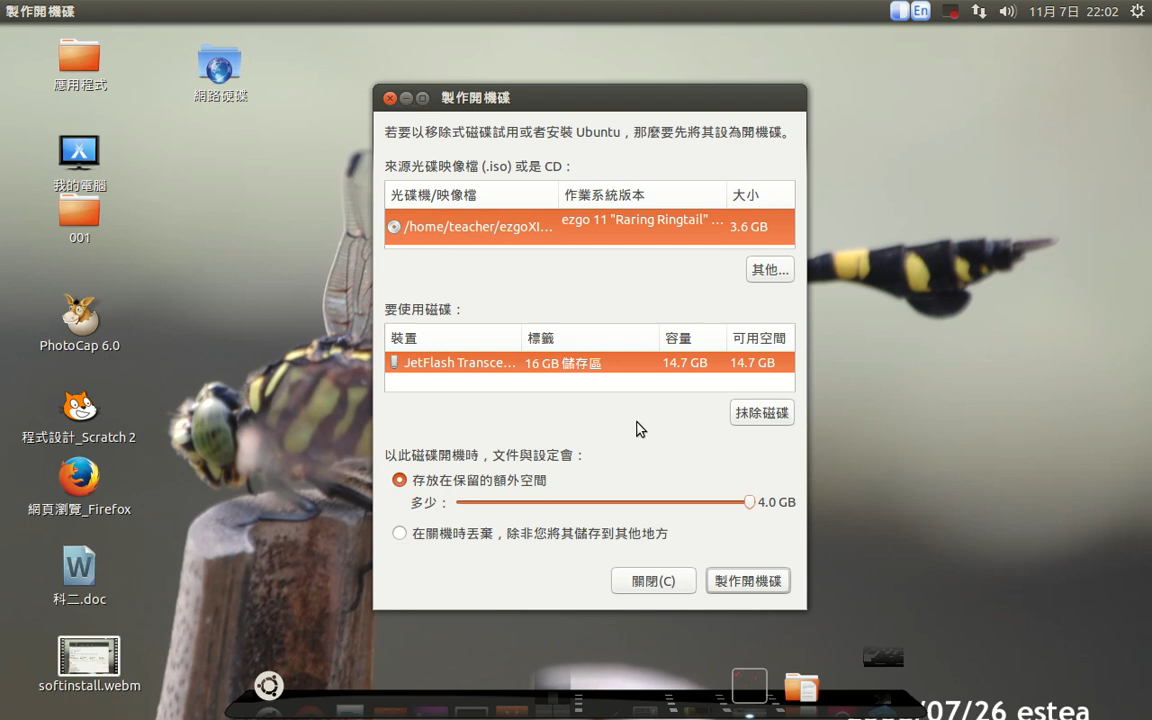 製作開機碟
En
11月 7日 22:02
應用程式
網路硬碟
我的電腦
001
PhotoCap 6.0
程式設計_Scratch 2
網頁瀏覽_Firefox
科二.doc
softinstall.webm
製作開機碟
若要以移除式磁碟試用或者安裝 Ubuntu，那麼要先將其設為開機碟。
來源光碟映像檔 (.iso) 或是 CD：
光碟機/映像檔 作業系統版本 大小
/home/teacher/ezgoXI... ezgo 11 "Raring Ringtail" ... 3.6 GB
其他...
要使用磁碟：
裝置 標籤 容量 可用空間
JetFlash Transce... 16 GB 儲存區 14.7 GB 14.7 GB
抹除磁碟
以此磁碟開機時，文件與設定會：
存放在保留的額外空間
多少： 4.0 GB
在關機時丟棄，除非您將其儲存到其他地方
關閉(C) 製作開機碟
/07/26 estea